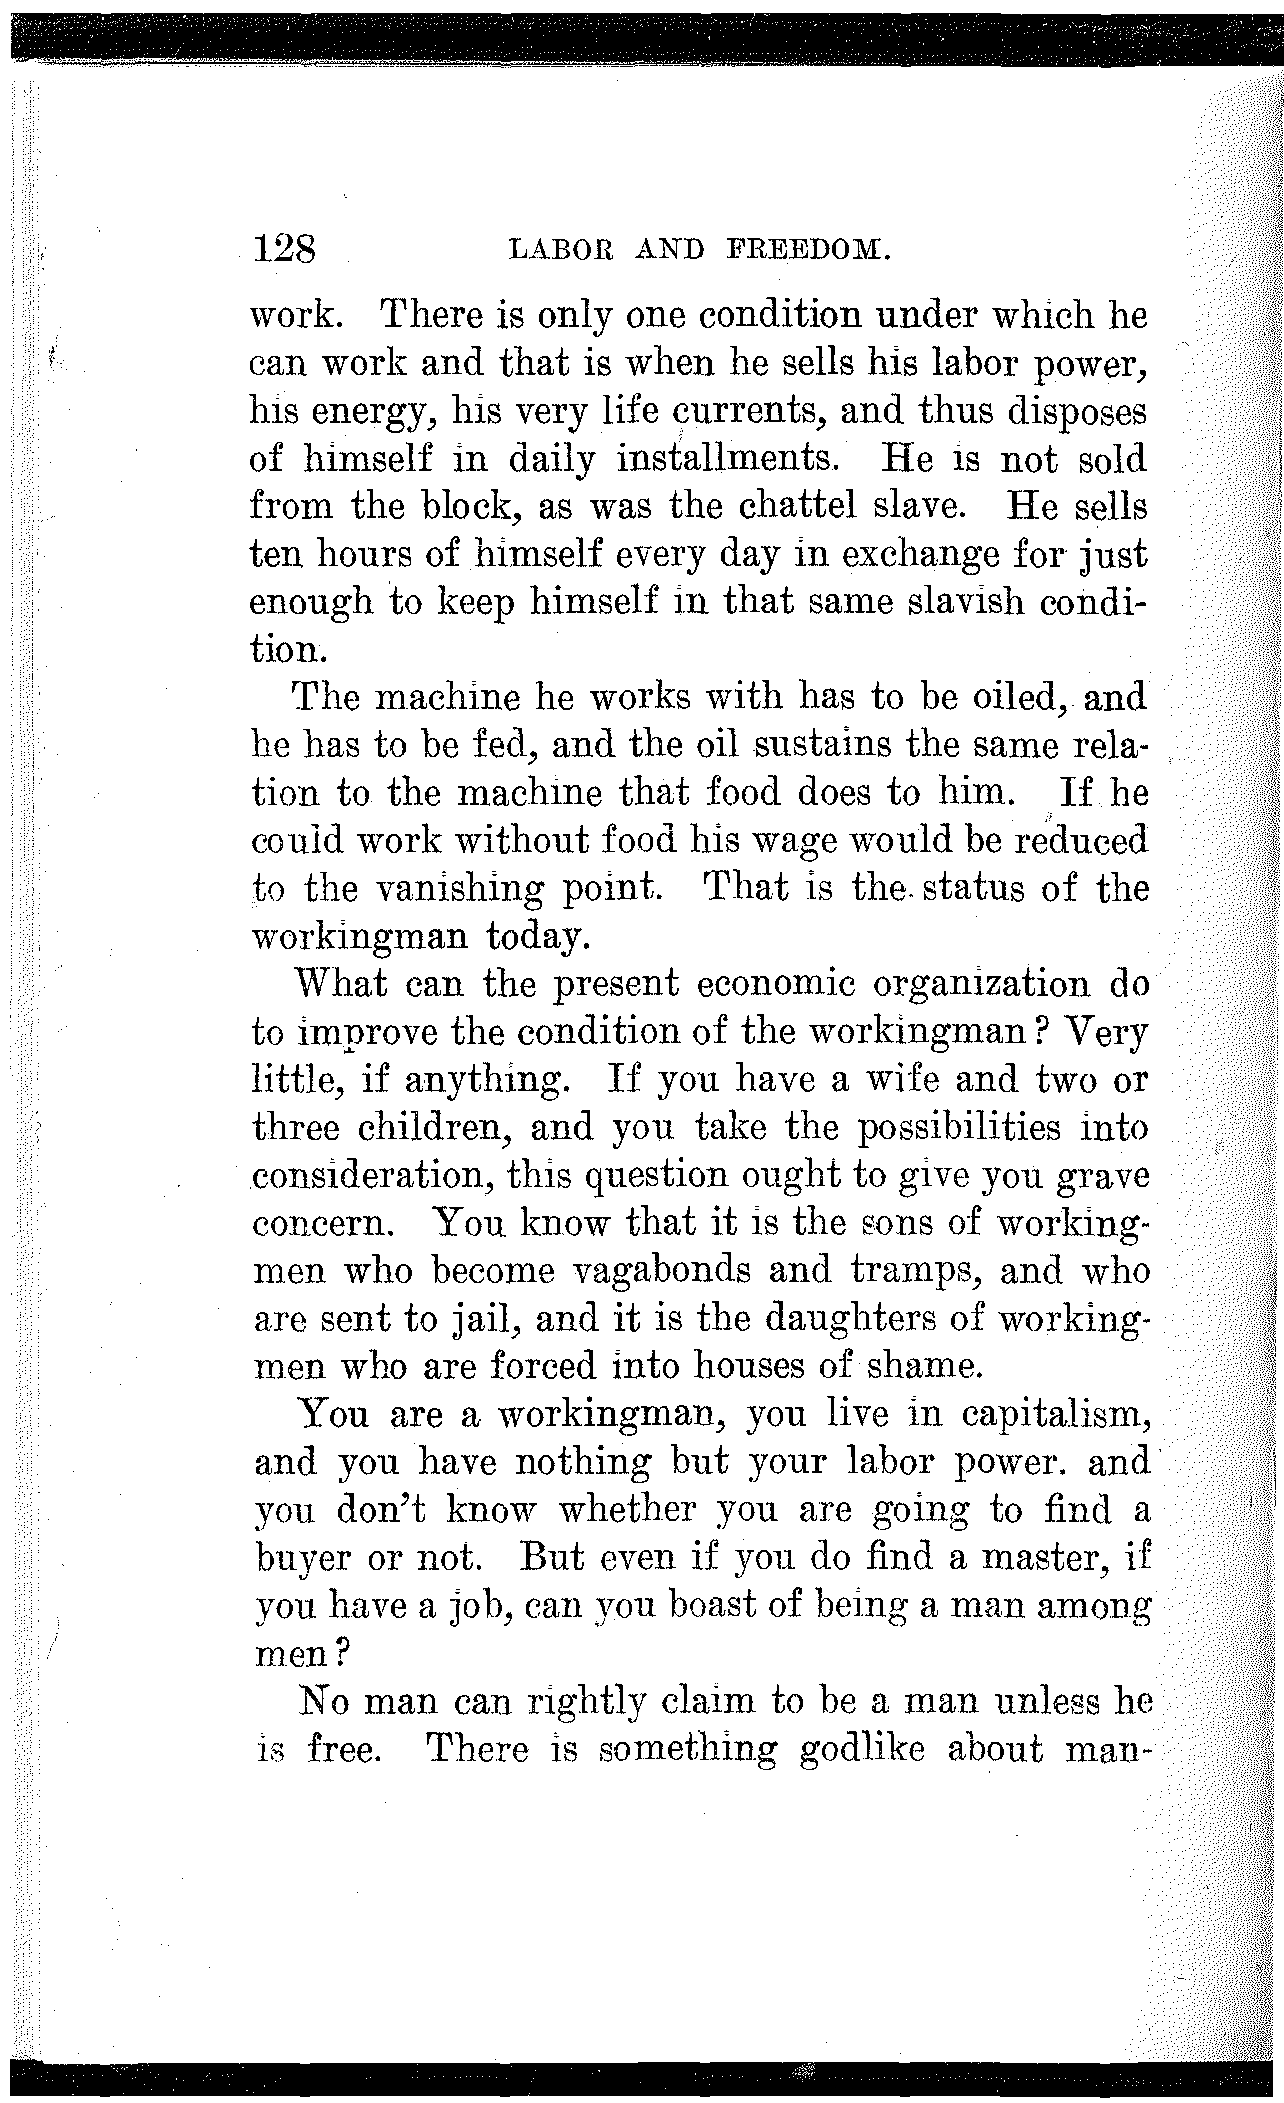 128 LABOR AND FREEDOM.
work. There is only one condition under which he
can work and that is when he sells his labor power,
his energy, his very life currents, and thus disposes
of himself in daily installments. He is not sold
from the block, as was the chattel slave. He sells
ten hours of himself every day in exchange for just
enough to keep himself in that same slavish condi-
tion.
The machine he works with has to be oiled, and
he has to be fed, and the oil sustains the same rela-
tion to the machine that food does to him. If he
could work without food his wage would be reduced
to the vanishing point. That is the status of the
workingman today.
What can the present economic organization do
to improve the condition of the workingman? Very
little, if anything. If you have a wife and two or
three children, and you take the possibilities into
consideration, this question ought to give you grave
concern. You know that it is the sons of working-
men who become vagabonds and tramps, and who
are sent to jail, and it is the daughters of working-
men who are forced into houses of shame.
You are a workingman, you live in capitalism,
and you have nothing but your labor power. and
you don't know whether you are going to find a
buyer or not. But even if you do find a master, if
you have a job, can you boast of being a man among
men?
No man can rightly claim to be a man unless he
is free. There is something godlike about man-